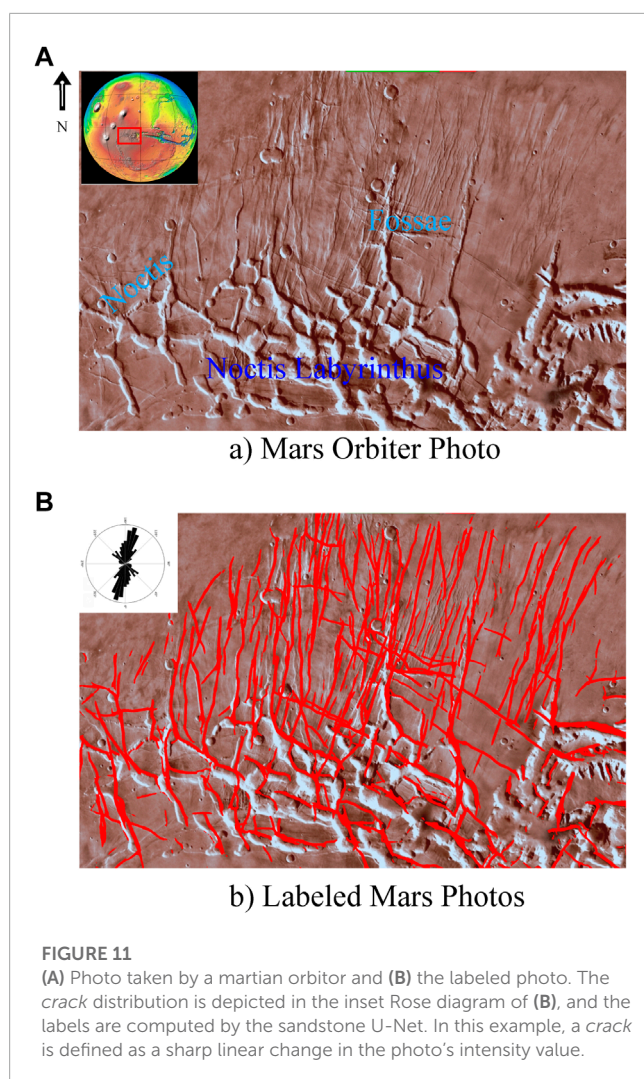 A
N
Fossae
Noctis
Noctis Labyrinthus
a) Mars Orbiter Photo
B
b) Labeled Mars Photos
FIGURE 11
(A) Photo taken by a martian orbitor and (B) the labeled photo. The
crack distribution is depicted in the inset Rose diagram of (B), and the
labels are computed by the sandstone U-Net. In this example, a crack
is defined as a sharp linear change in the photo's intensity value.